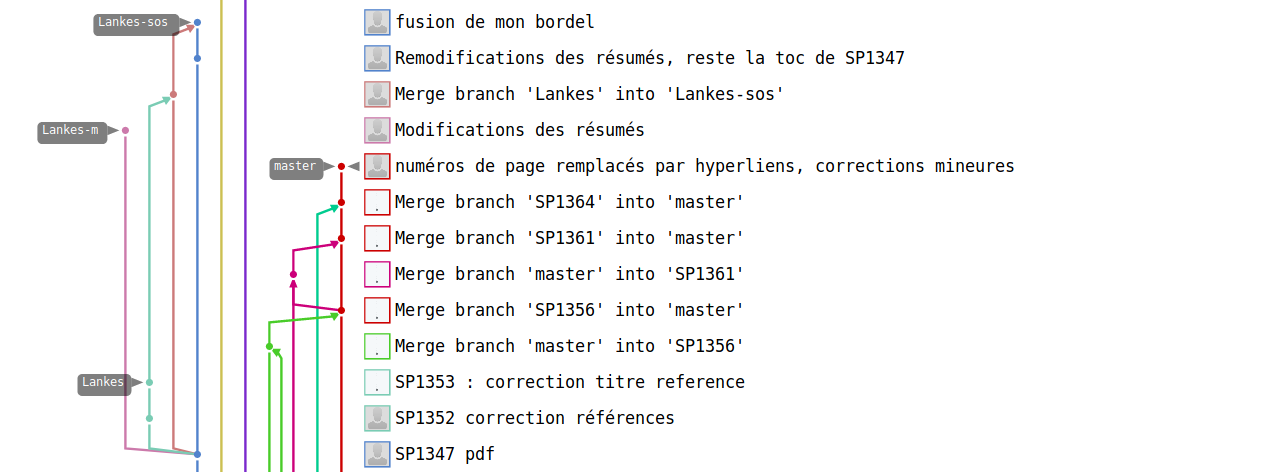 Lankes-sos fusion de mon bordel
Remodifications des résumés, reste la toc de SP1347
Merge branch 'Lankes' into 'Lankes-sos'
Lankes-m Modifications des résumés
master numéros de page remplacés par hyperliens, corrections mineures
Merge branch 'SP1364' into 'master'
Merge branch 'SP1361' into 'master'
Merge branch 'master' into 'SP1361'
Merge branch 'SP1356' into 'master'
Merge branch 'master' into 'SP1356'
Lankes SP1353 : correction titre reference
SP1352 correction références
SP1347 pdf